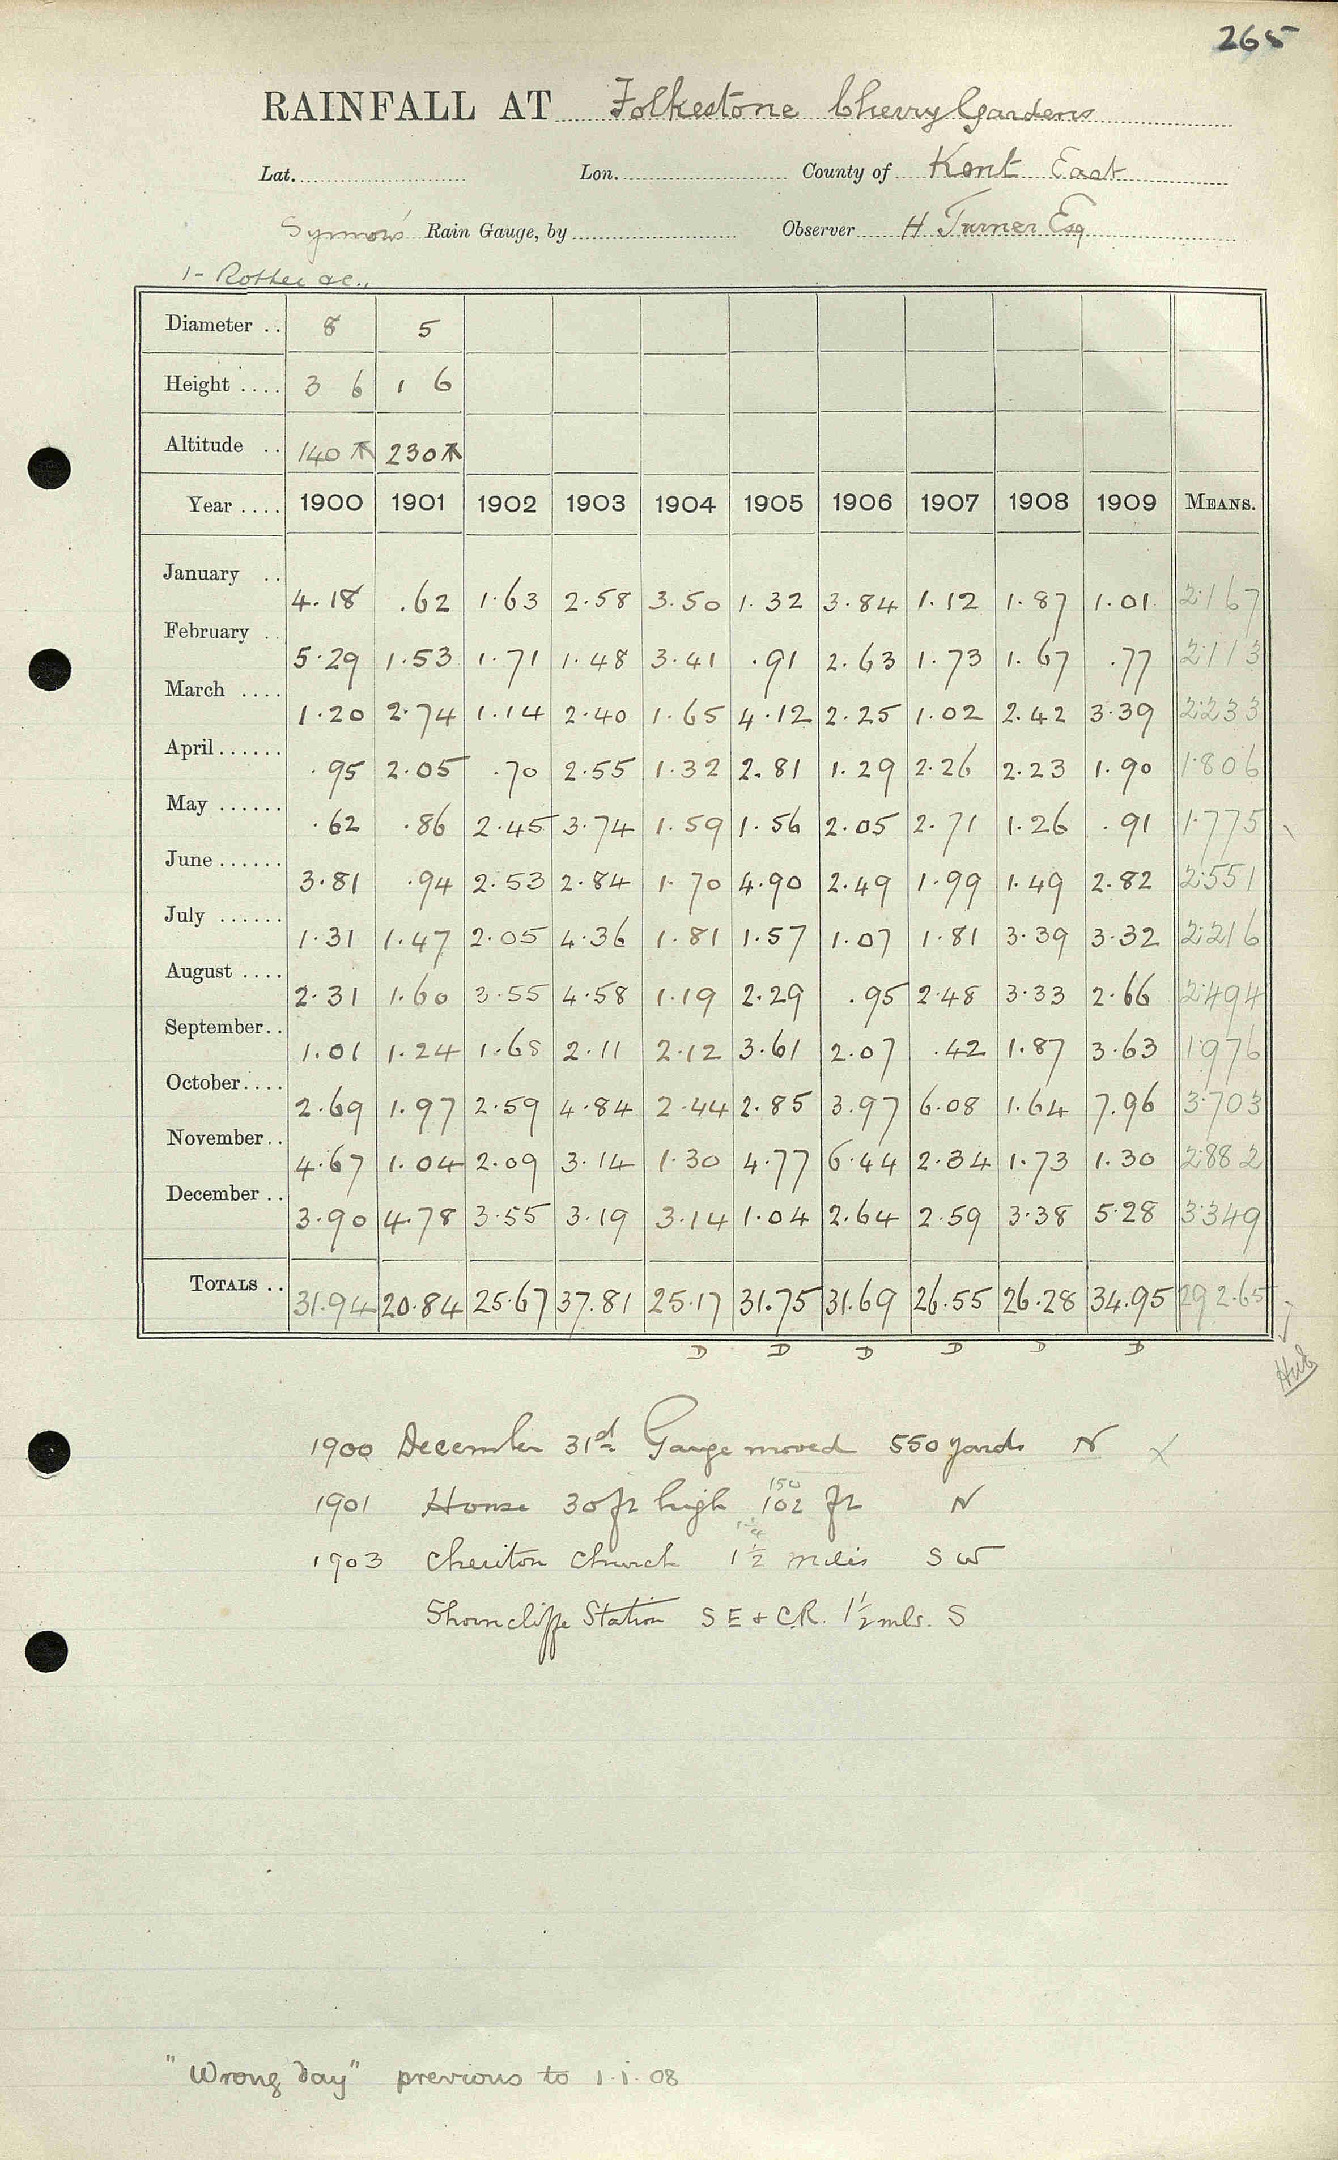 265
RAINFALL AT Folkestone Cherry Gardens
Lat. Lon. County of Kent East
Symon's Rain Gauge, by Observer H Turner Esq
1 - Rother &c.,
Diameter .. 8 5
Height .... 3 6 1 6
Altitude .. 140 230
Year .... 1900 1901 1902 1903 1904 1905 1906 1907 1908 1909 MEANS.
January .. 4.18 .62 1.63 2.58 3.50 1.32 3.84 1.12 1.87 1.01 2.167
February .. 5.29 1.53 1.71 1.48 3.41 .91 2.63 1.73 1.67 .77 2.113
March .... 1.20 2.74 1.14 2.40 1.65 4.12 2.25 1.02 2.42 3.39 2.233
April ...... .95 2.05 .70 2.55 1.32 2.81 1.29 2.26 2.23 1.90 1.806
May ...... .62 .86 2.45 3.74 1.59 1.56 2.05 2.71 1.26 .91 1.775
June ...... 3.81 .94 2.53 2.84 1.70 4.90 2.49 1.99 1.49 2.82 2.551
July ...... 1.31 1.47 2.05 4.36 1.81 1.57 1.07 1.81 3.39 3.32 2.216
August .... 2.31 1.60 3.55 4.58 1.19 2.29 .95 2.48 3.33 2.66 2.494
September.. 1.01 1.24 1.68 2.11 2.12 3.61 2.07 .42 1.87 3.63 1.976
October.... 2.69 1.97 2.59 4.84 2.44 2.85 3.97 6.08 1.64 7.96 3.703
November.. 4.67 1.04 2.09 3.14 1.30 4.77 6.44 2.34 1.73 1.30 2.882
December .. 3.90 4.78 3.55 3.19 3.14 1.04 2.64 2.59 3.38 5.28 3.349
TOTALS .. 31.94 20.84 25.67 37.81 25.17 31.75 31.69 26.55 26.28 34.95 292.65
D D D D D D
1900 December 31st Gauge moved 550 yards N X
150
1901 House 30 ft high 102 ft N
1 1/4
1903 Cheriton Church 1 1/2 miles S W
Shorncliffe Station S E & C.R. 1 1/2 mls. S
"Wrong day" previous to 1.i.08